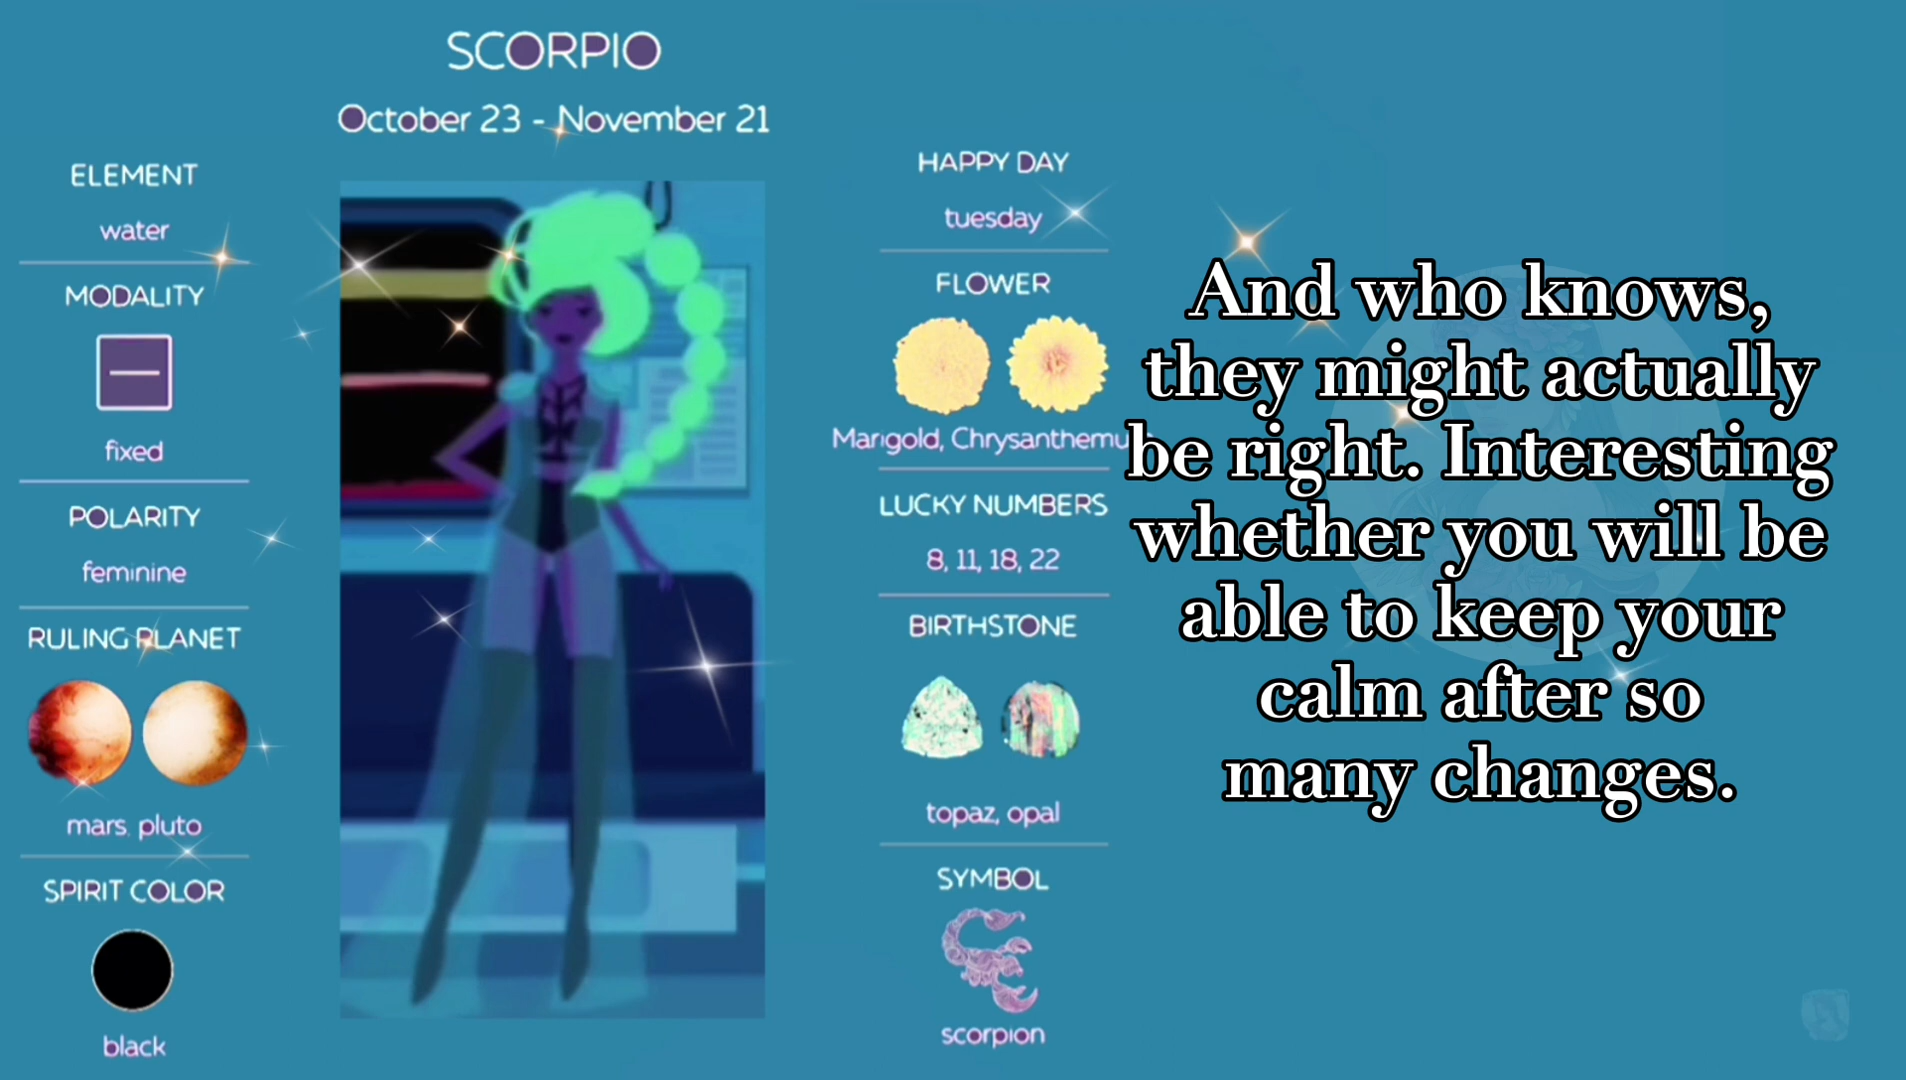 SCORPIO
October 23 - November 21
ELEMENT
water
MODALITY
fixed
POLARITY
feminine
RULING PLANET
mars. pluto
SPIRIT COLOR
black
HAPPY DAY
tuesday
FLOWER
Marigold, Chrysanthemu
LUCKY NUMBERS
8, 11, 18, 22
BIRTHSTONE
topaz, opal
SYMBOL
scorpion
And who knows,
they might actually
be right. Interesting
whether you will be
able to keep your
calm after so
many changes.